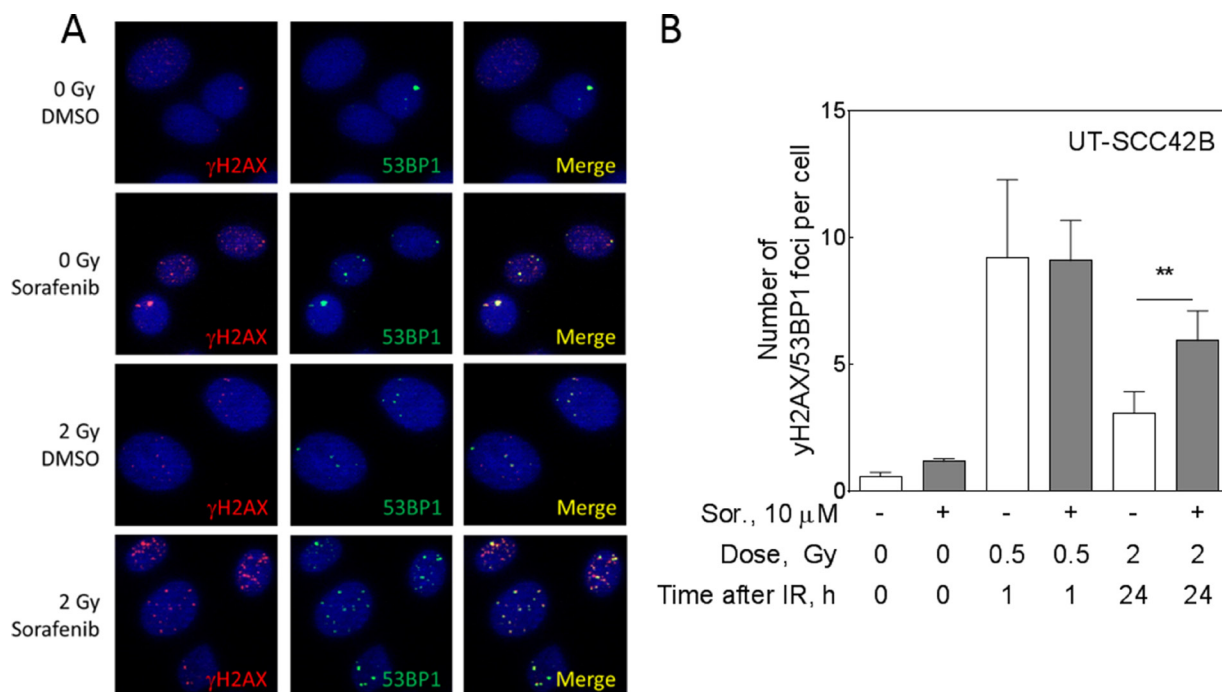 A
0 Gy
DMSO
γH2AX
53BP1
Merge
0 Gy
Sorafenib
γH2AX
53BP1
Merge
2 Gy
DMSO
γH2AX
53BP1
Merge
2 Gy
Sorafenib
γH2AX
53BP1
Merge
B
Number of
yH2AX/53BP1 foci per cell
15
10
5
0
UT-SCC42B
**
Sor., 10 μM - + - + - +
Dose, Gy 0 0 0.5 0.5 2 2
Time after IR, h 0 0 1 1 24 24